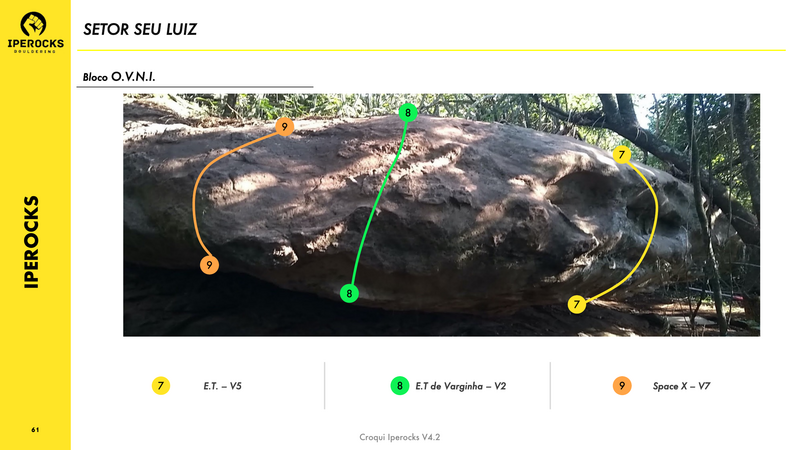 IPEROCKS
BOULDERING
SETOR SEU LUIZ
Bloco O.V.N.I.
9
8
7
9
8
7
IPEROCKS
7 E.T. – V5
8 E.T de Varginha – V2
9 Space X – V7
61
Croqui Iperocks V4.2